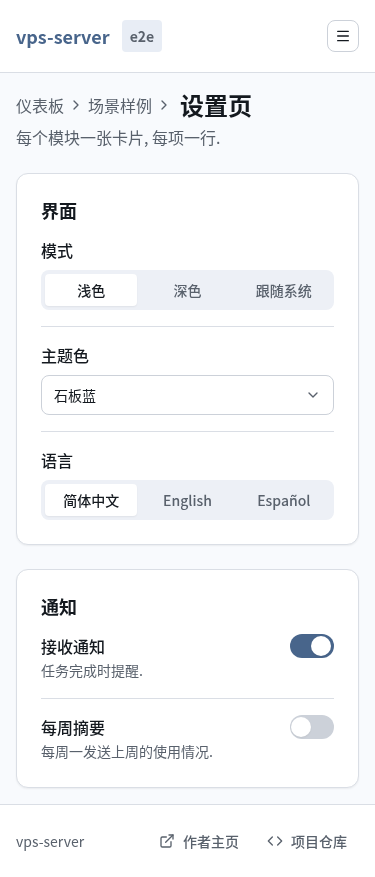 vps-server e2e
仪表板 场景样例 设置页
每个模块一张卡片, 每项一行.
界面
模式
浅色 深色 跟随系统
主题色
石板蓝
语言
简体中文 English Español
通知
接收通知
任务完成时提醒.
每周摘要
每周一发送上周的使用情况.
vps-server 作者主页 项目仓库